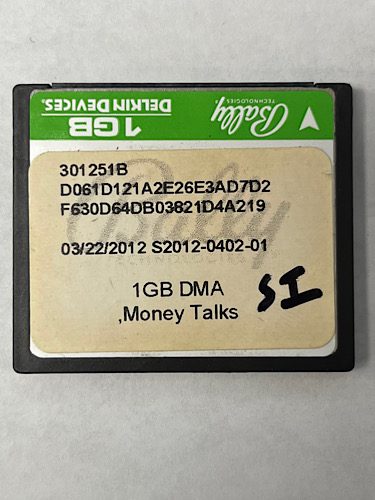 1GB
DELKIN DEVICES.
Bally
TECHNOLOGIES
301251B
D061D121A2E26E3AD7D2
F630D64DB03821D4A219
03/22/2012 S2012-0402-01
1GB DMA
,Money Talks
SI
Bally